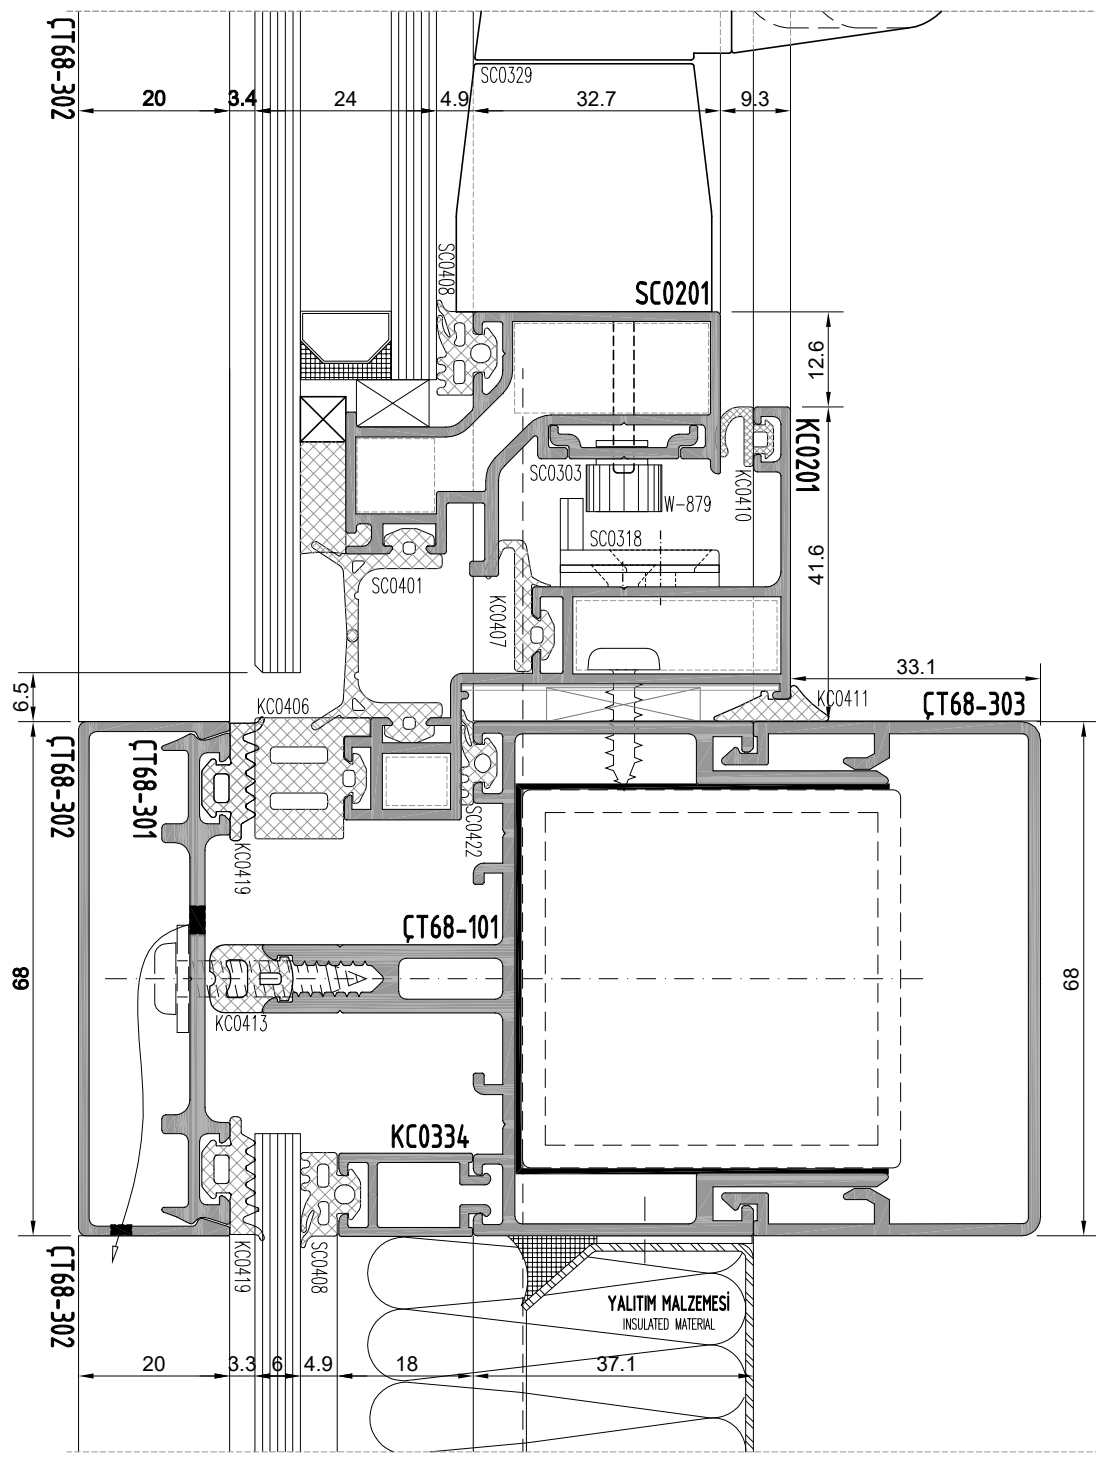 ÇT68-302
SC0329
20
3.4
24
4.9
32.7
9.3
SC0408
SC0201
12.6
KC0201
SC0303
W-879
KC0410
SC0318
41.6
SC0401
KC0407
33.1
6.5
KC0406
KC0411
ÇT68-303
ÇT68-302
ÇT68-301
KC0419
SC0422
ÇT68-101
68
68
KC0413
KC0334
KC0419
SC0408
ÇT68-302
YALITIM MALZEMESİ
INSULATED MATERIAL
20
3.3
6
4.9
18
37.1